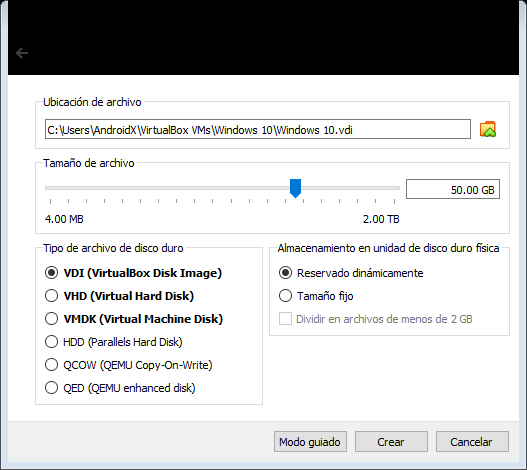 Ubicación de archivo
C:\Users\AndroidX\VirtualBox VMs\Windows 10\Windows 10.vdi
Tamaño de archivo
50.00 GB
4.00 MB 2.00 TB
Tipo de archivo de disco duro
VDI (VirtualBox Disk Image)
VHD (Virtual Hard Disk)
VMDK (Virtual Machine Disk)
HDD (Parallels Hard Disk)
QCOW (QEMU Copy-On-Write)
QED (QEMU enhanced disk)
Almacenamiento en unidad de disco duro física
Reservado dinámicamente
Tamaño fijo
Dividir en archivos de menos de 2 GB
Modo guiado Crear Cancelar